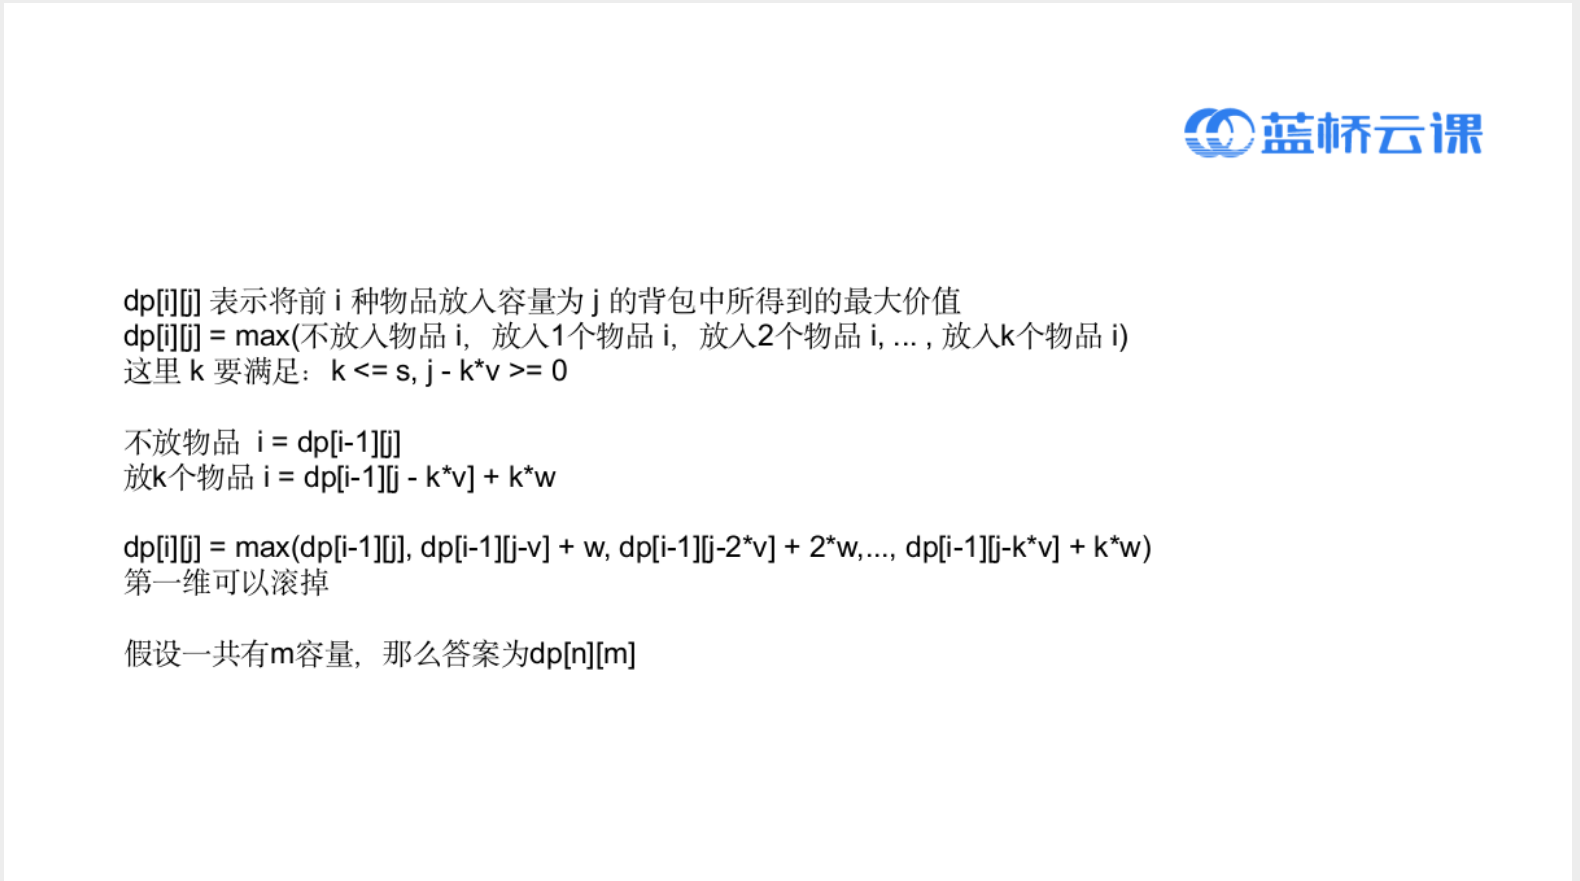 蓝桥云课
dp[i][j] 表示将前 i 种物品放入容量为 j 的背包中所得到的最大价值
dp[i][j] = max(不放入物品 i，放入1个物品 i，放入2个物品 i, ... , 放入k个物品 i)
这里 k 要满足：k <= s, j - k*v >= 0
不放物品  i = dp[i-1][j]
放k个物品 i = dp[i-1][j - k*v] + k*w
dp[i][j] = max(dp[i-1][j], dp[i-1][j-v] + w, dp[i-1][j-2*v] + 2*w,..., dp[i-1][j-k*v] + k*w)
第一维可以滚掉
假设一共有m容量，那么答案为dp[n][m]